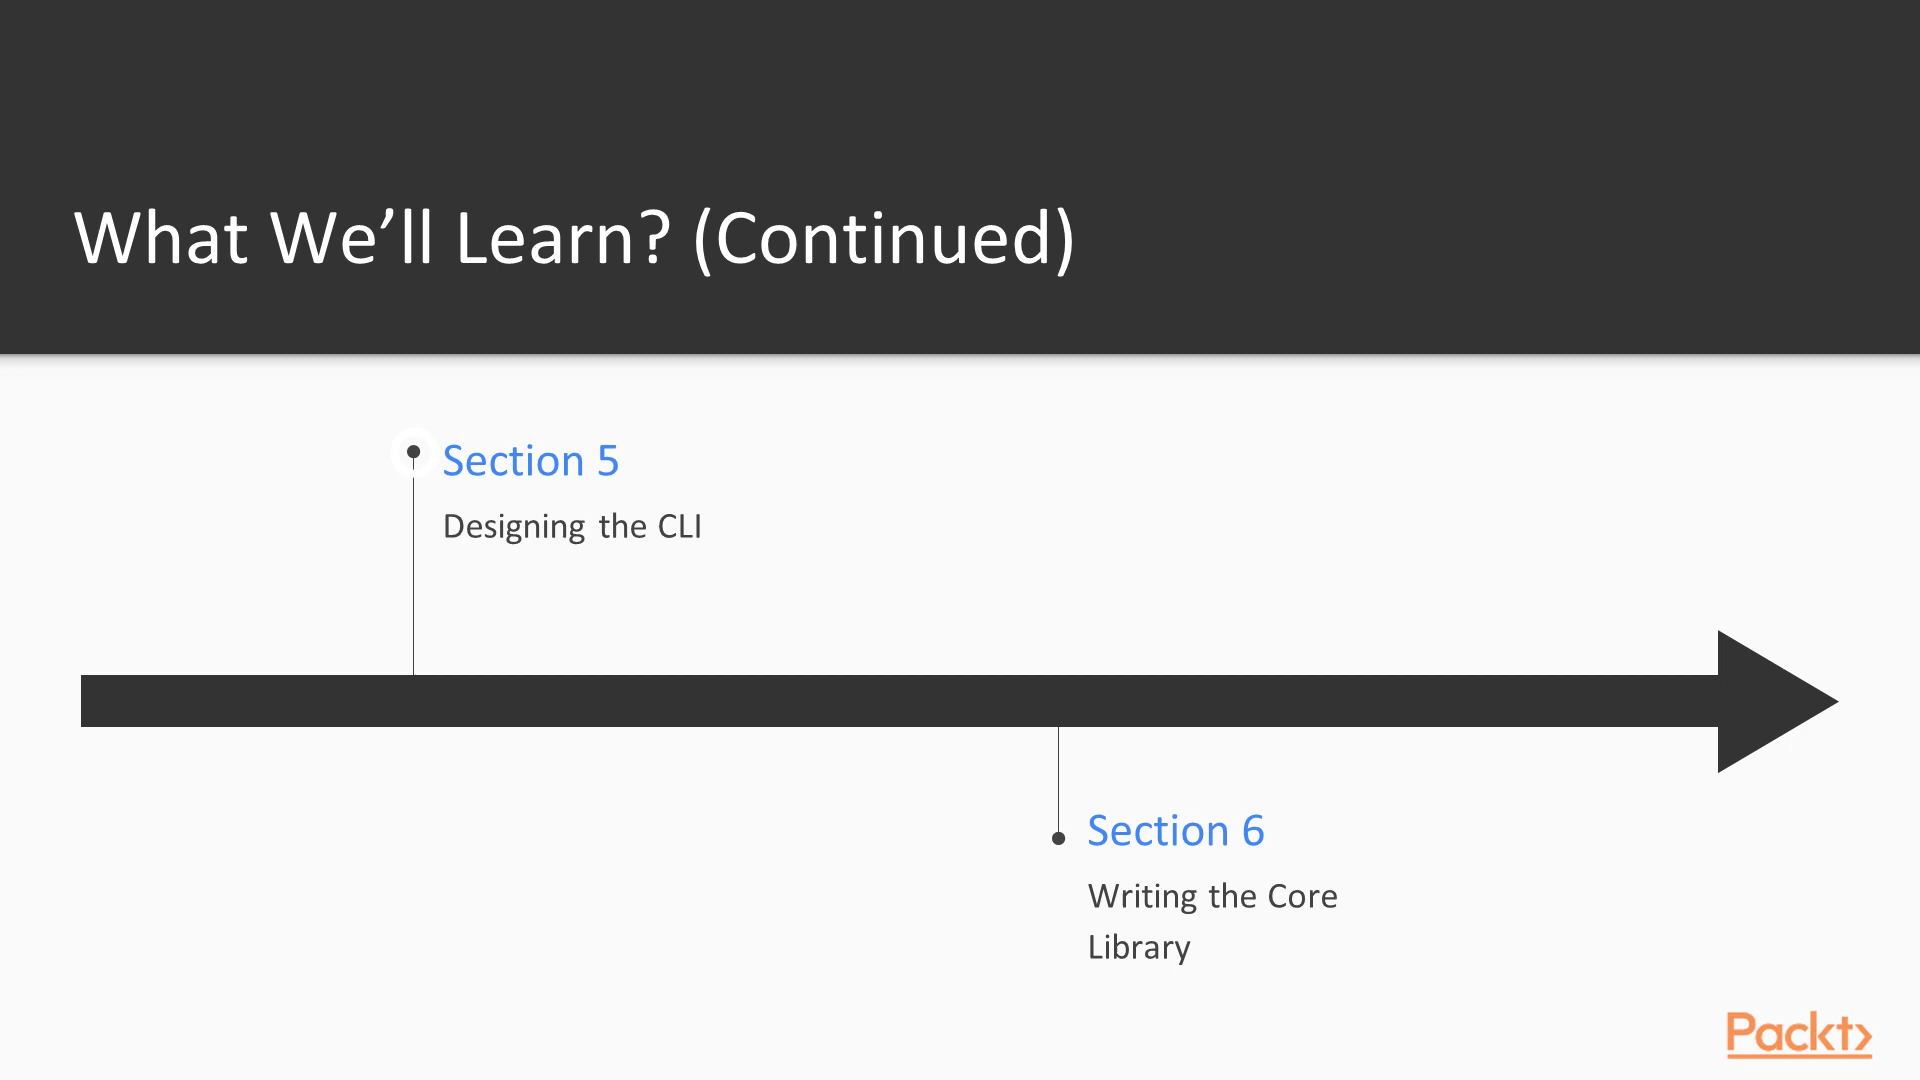 What We’ll Learn? (Continued)
Section 5
Designing the CLI
Section 6
Writing the Core
Library
Packt